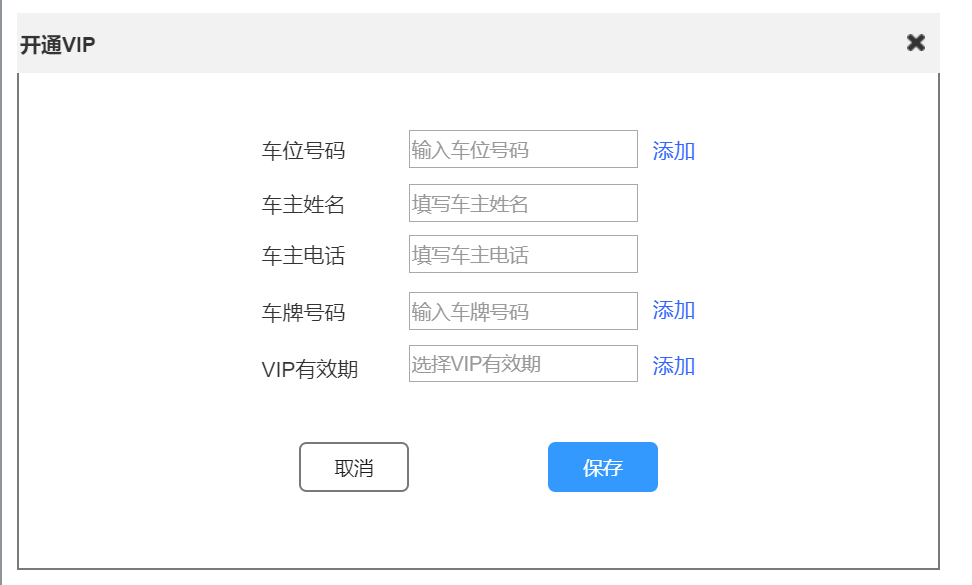 开通VIP
车位号码 输入车位号码 添加
车主姓名 填写车主姓名
车主电话 填写车主电话
车牌号码 输入车牌号码 添加
VIP有效期 选择VIP有效期 添加
取消 保存